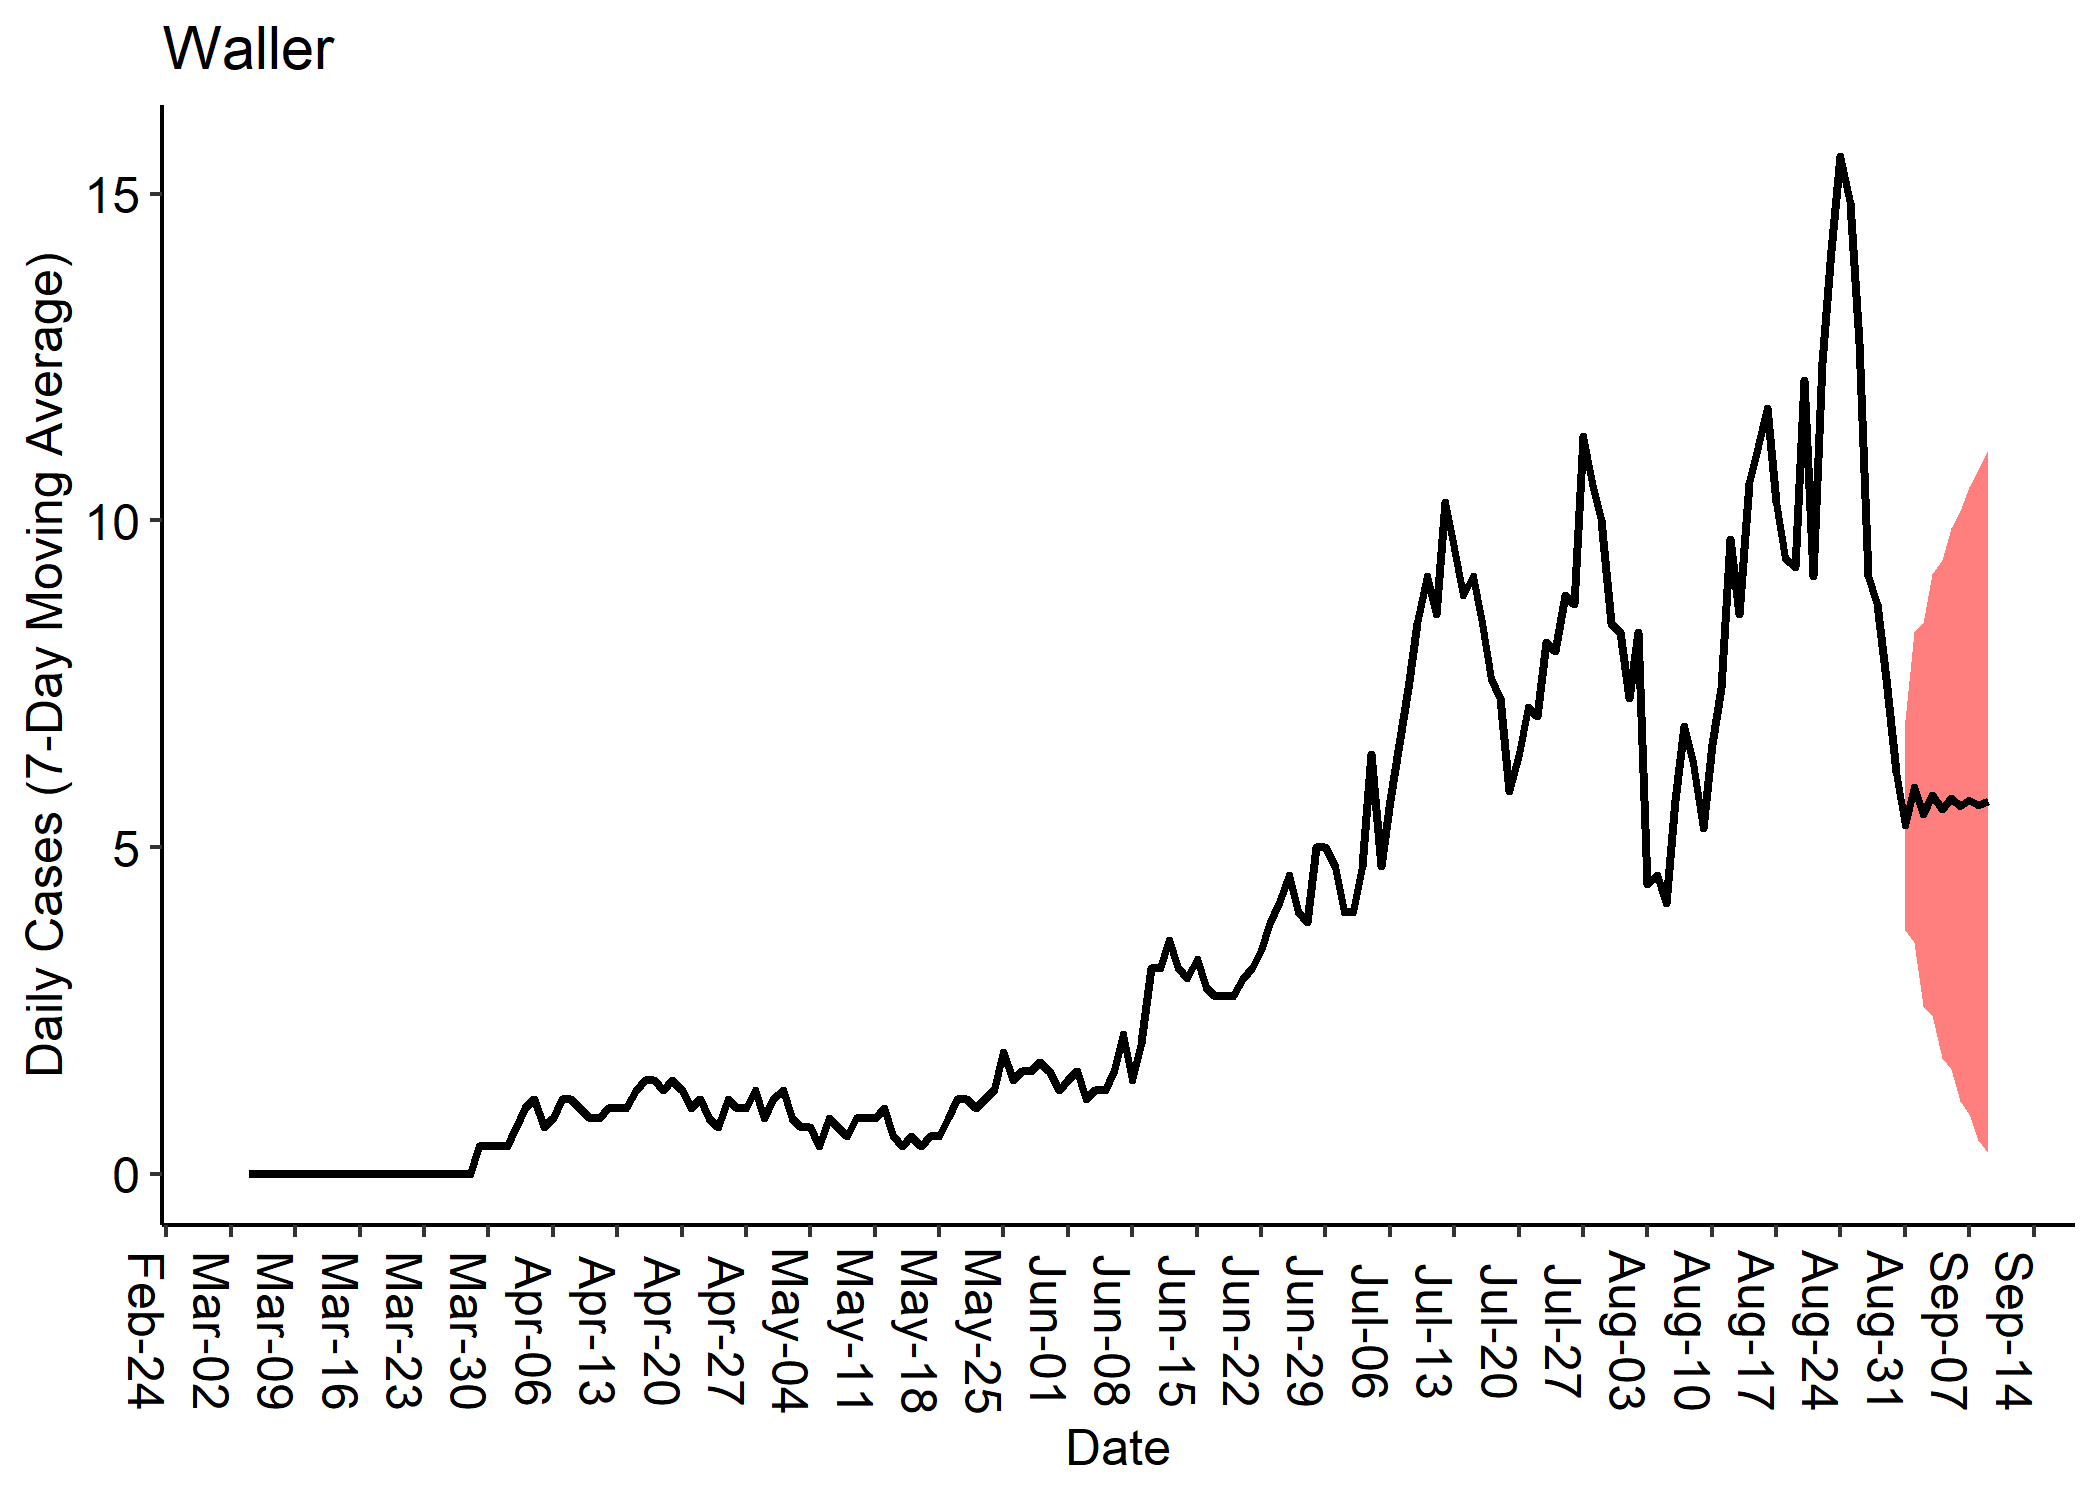 Waller
Daily Cases (7-Day Moving Average)
15
10
5
0
Feb-24
Mar-02
Mar-09
Mar-16
Mar-23
Mar-30
Apr-06
Apr-13
Apr-20
Apr-27
May-04
May-11
May-18
May-25
Jun-01
Jun-08
Jun-15
Jun-22
Jun-29
Jul-06
Jul-13
Jul-20
Jul-27
Aug-03
Aug-10
Aug-17
Aug-24
Aug-31
Sep-07
Sep-14
Date